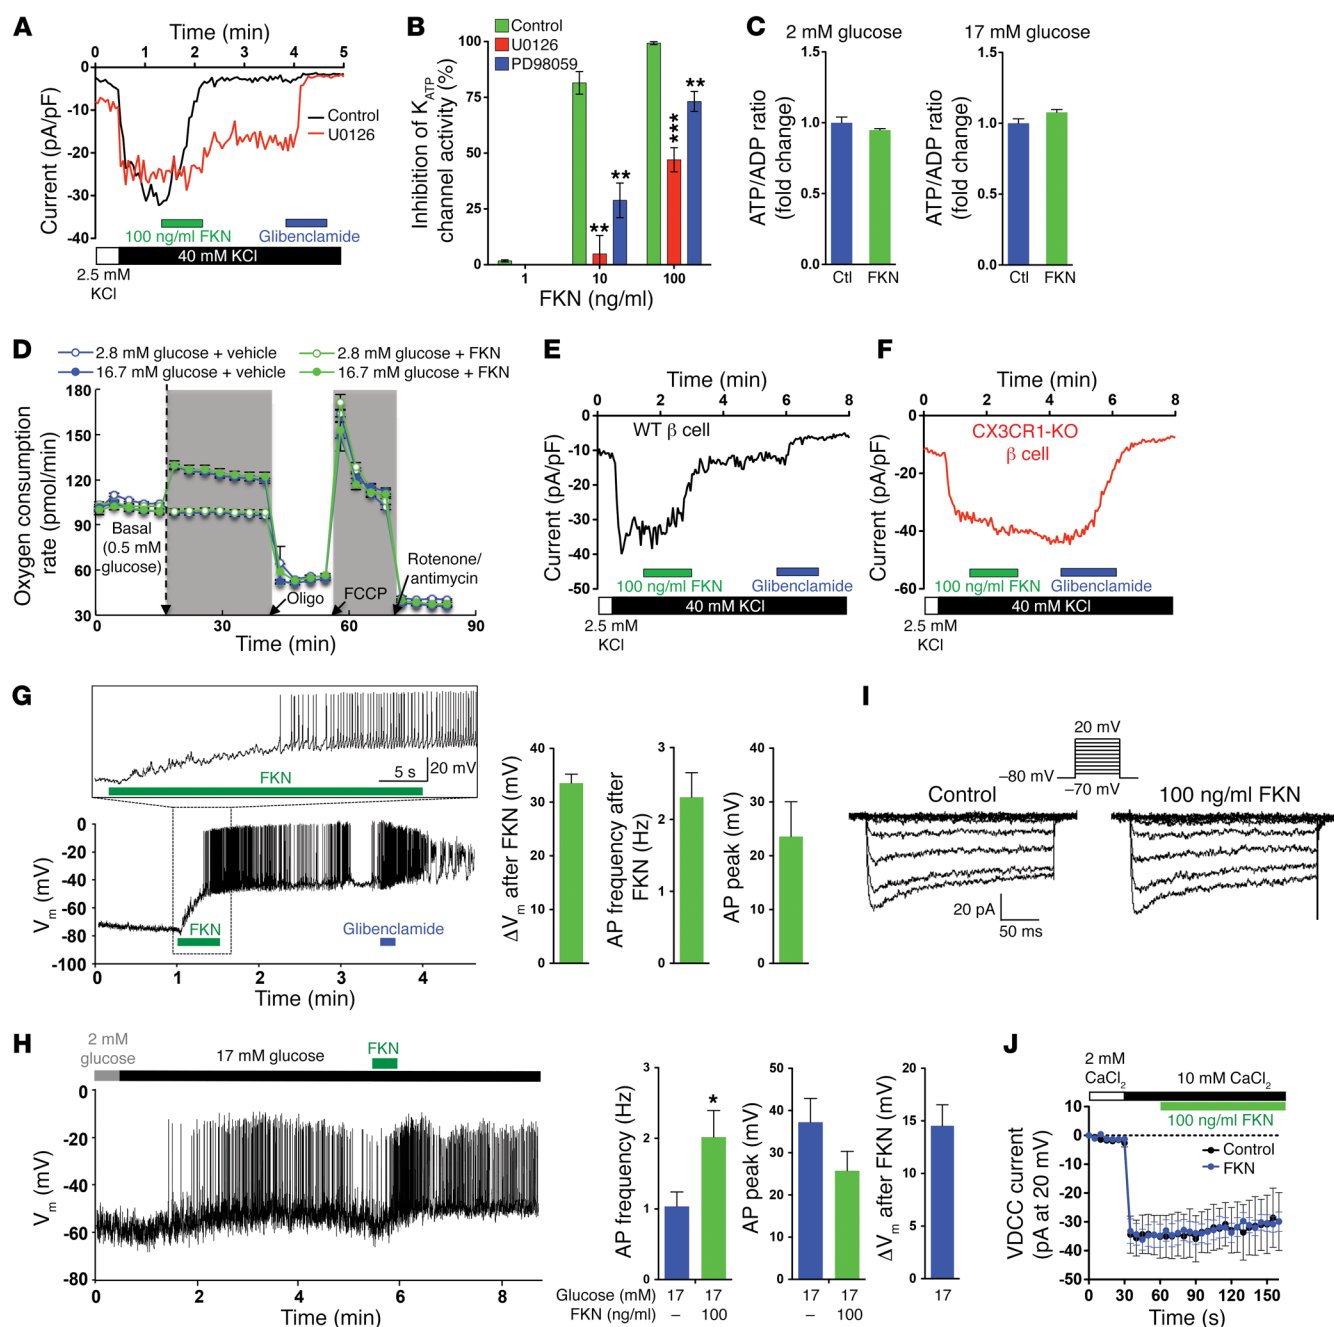 A
Time (min)
0 1 2 3 4 5
0
-10
-20
-30
-40
Current (pA/pF)
Control
U0126
100 ng/ml FKN
Glibenclamide
40 mM KCl
2.5 mM
KCl
B
Control
U0126
PD98059
100
75
50
25
0
Inhibition of KATP
channel activity (%)
** ** *** **
1 10 100
FKN (ng/ml)
C
2 mM glucose
1.5
1.0
0.5
0.0
ATP/ADP ratio
(fold change)
Ctl FKN
17 mM glucose
1.5
1.0
0.5
0.0
ATP/ADP ratio
(fold change)
Ctl FKN
D
2.8 mM glucose + vehicle
2.8 mM glucose + FKN
16.7 mM glucose + vehicle
16.7 mM glucose + FKN
180
150
120
90
60
30
Oxygen consumption
rate (pmol/min)
Basal
(0.5 mM
glucose)
Oligo
FCCP
Rotenone/
antimycin
0 30 60 90
Time (min)
E
Time (min)
0 2 4 6 8
0
-10
-20
-30
-40
-50
Current (pA/pF)
WT β cell
100 ng/ml FKN
Glibenclamide
40 mM KCl
2.5 mM
KCl
F
Time (min)
0 2 4 6 8
0
-20
-40
-60
Current (pA/pF)
CX3CR1-KO
β cell
100 ng/ml FKN
Glibenclamide
40 mM KCl
2.5 mM
KCl
G
FKN
5 s
20 mV
-20
-40
-60
-80
-100
Vm (mV)
FKN
Glibenclamide
0 1 2 3 4
Time (min)
40
30
20
10
0
ΔVm after FKN (mV)
3
2
1
0
AP frequency after
FKN (Hz)
40
30
20
10
0
AP peak (mV)
H
2 mM
glucose
17 mM glucose
FKN
0
-20
-40
-60
-80
Vm (mV)
0 2 4 6 8
Time (min)
3
2
1
0
AP frequency (Hz)
*
50
40
30
20
10
0
AP peak (mV)
20
15
10
5
0
ΔVm after FKN (mV)
Glucose (mM) 17 17 17 17 17
FKN (ng/ml) – 100 – 100
I
20 mV
–80 mV
–70 mV
Control
100 ng/ml FKN
20 pA
50 ms
J
2 mM
CaCl2
10 mM CaCl2
100 ng/ml FKN
10
0
-10
-20
-30
-40
-50
VDCC current
(pA at 20 mV)
Control
FKN
0 30 60 90 120 150
Time (s)